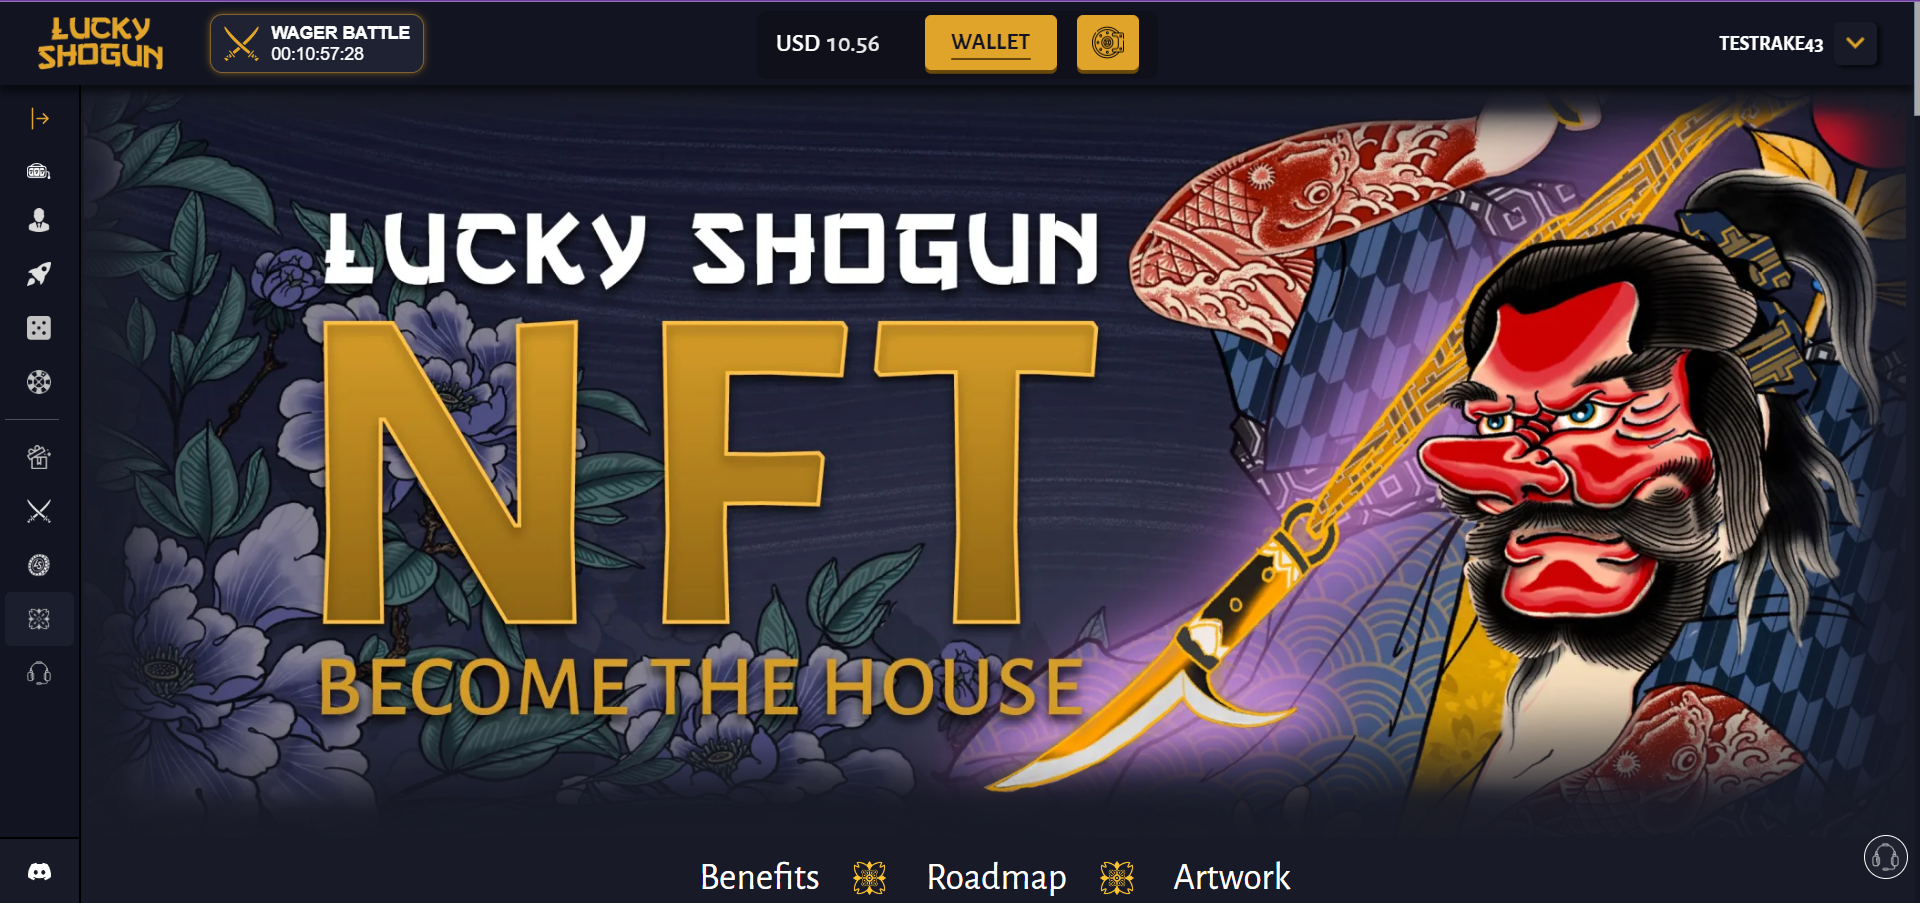 LUCKY
SHOGUN
WAGER BATTLE
00:10:57:28
USD 10.56
WALLET
TESTRAKE43
LUCKY SHOGUN
NFT
BECOME THE HOUSE
Benefits
Roadmap
Artwork